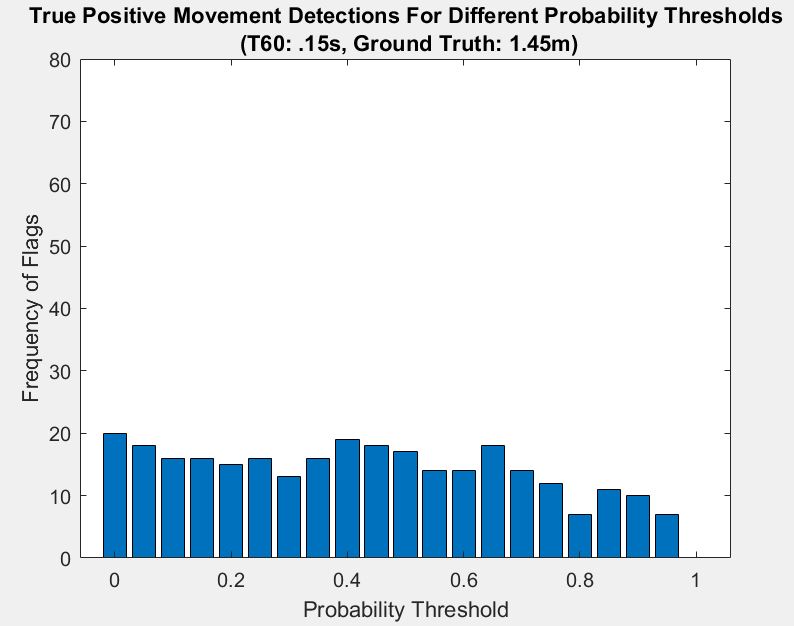 True Positive Movement Detections For Different Probability Thresholds
(T60: .15s, Ground Truth: 1.45m)
80
70
60
50
40
30
20
10
0
Frequency of Flags
0 0.2 0.4 0.6 0.8 1
Probability Threshold